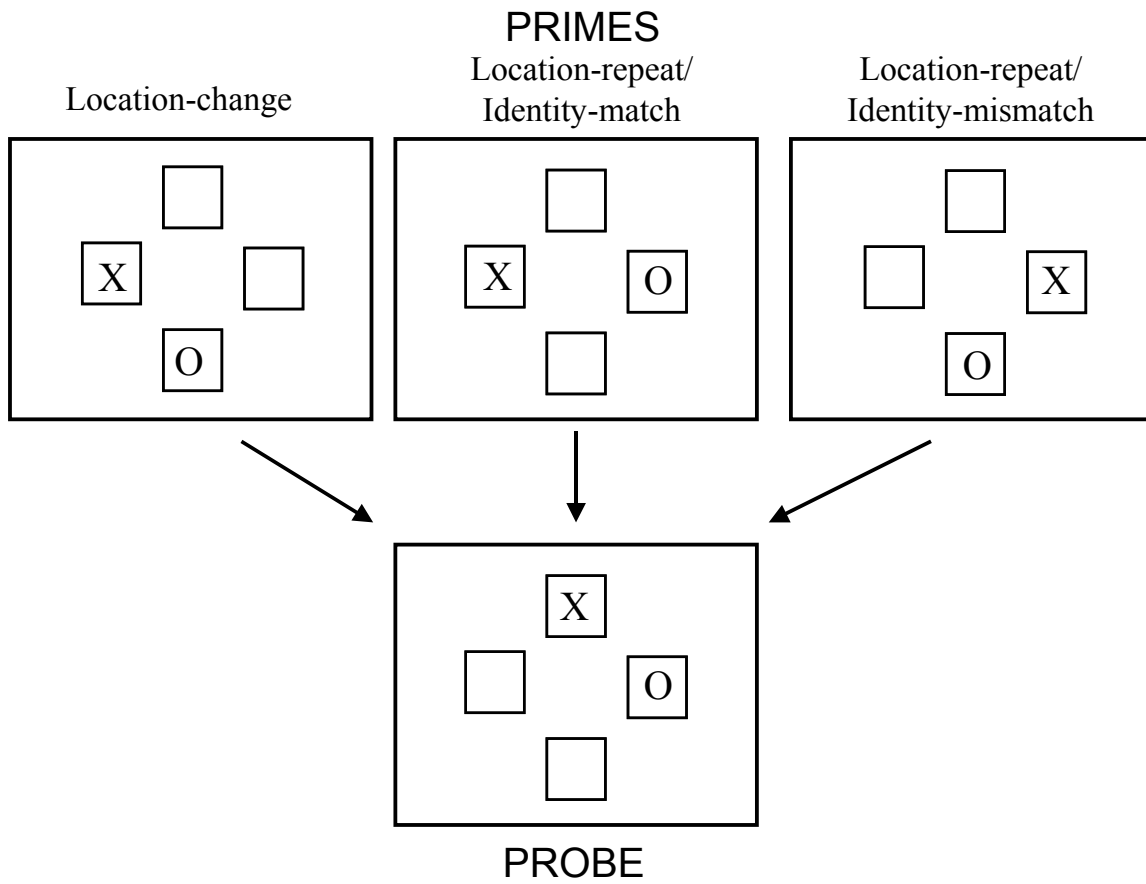 PRIMES
Location-change
Location-repeat/
Identity-match
Location-repeat/
Identity-mismatch
X
O
X O
X
O
X
O
PROBE